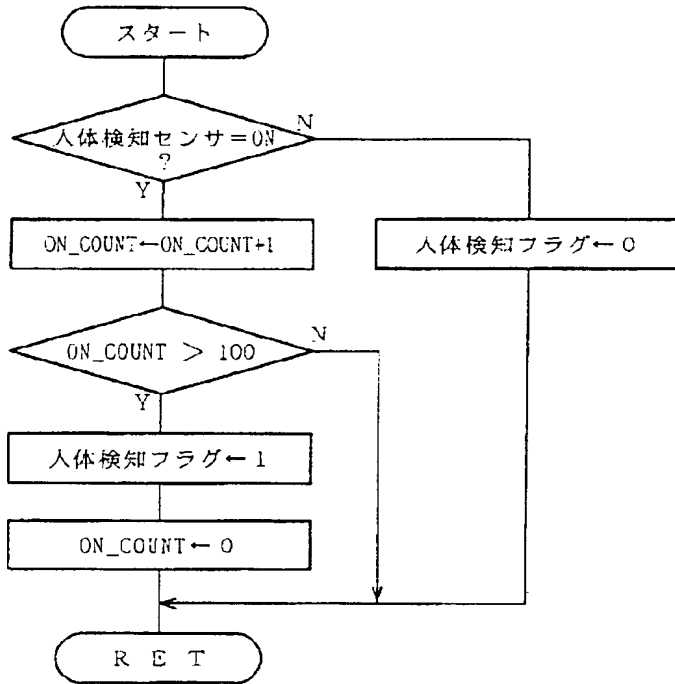 スタート
人体検知センサ=ON
?
N
Y
ON_COUNT←ON_COUNT+1
人体検知フラグ←0
ON_COUNT > 100
N
Y
人体検知フラグ←1
ON_COUNT←0
RET